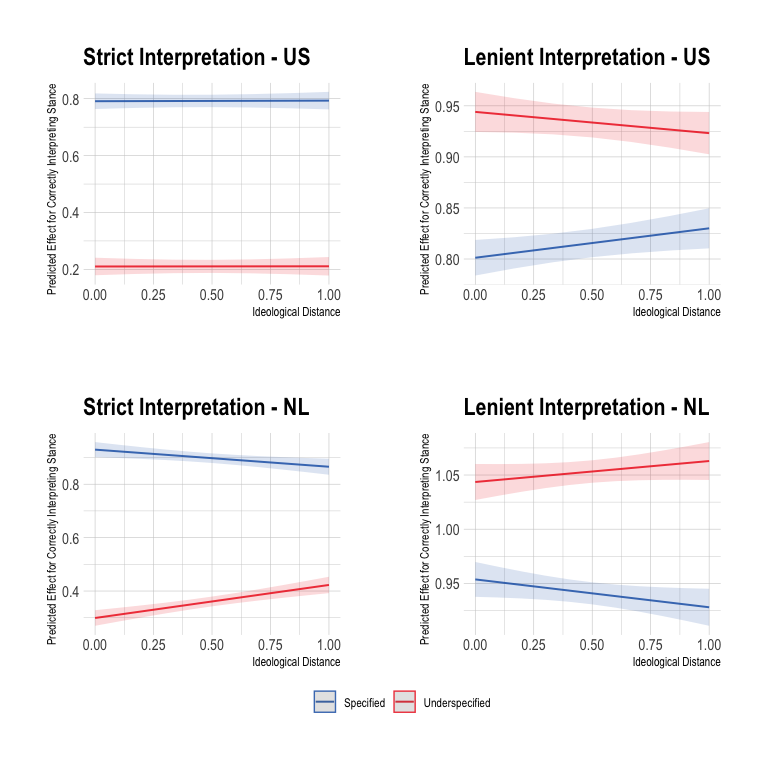 Strict Interpretation - US
Predicted Effect for Correctly Interpreting Stance
0.8
0.6
0.4
0.2
0.00 0.25 0.50 0.75 1.00
Ideological Distance
Lenient Interpretation - US
Predicted Effect for Correctly Interpreting Stance
0.95
0.90
0.85
0.80
0.00 0.25 0.50 0.75 1.00
Ideological Distance
Strict Interpretation - NL
Predicted Effect for Correctly Interpreting Stance
0.8
0.6
0.4
0.00 0.25 0.50 0.75 1.00
Ideological Distance
Lenient Interpretation - NL
Predicted Effect for Correctly Interpreting Stance
1.05
1.00
0.95
0.00 0.25 0.50 0.75 1.00
Ideological Distance
Specified Underspecified